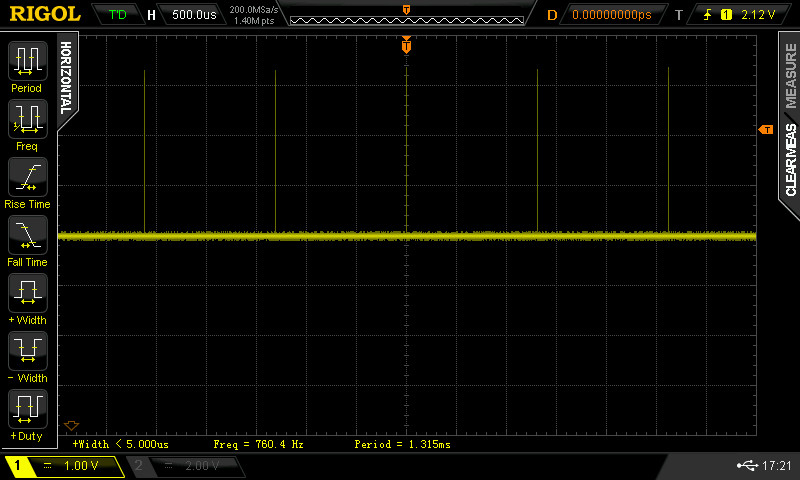 RIGOL T'D H 500.0us 200.0MSa/s 1.40M pts T D 0.00000000ps T 1 2.12 V
HORIZONTAL
T
T
MEASURE
CLEAR MEAS
Period
Freq
Rise Time
Fall Time
+Width
- Width
+Duty
+Width < 5.000us Freq = 760.4 Hz Period = 1.315ms
1 1.00 V 2 2.00 V 17:21